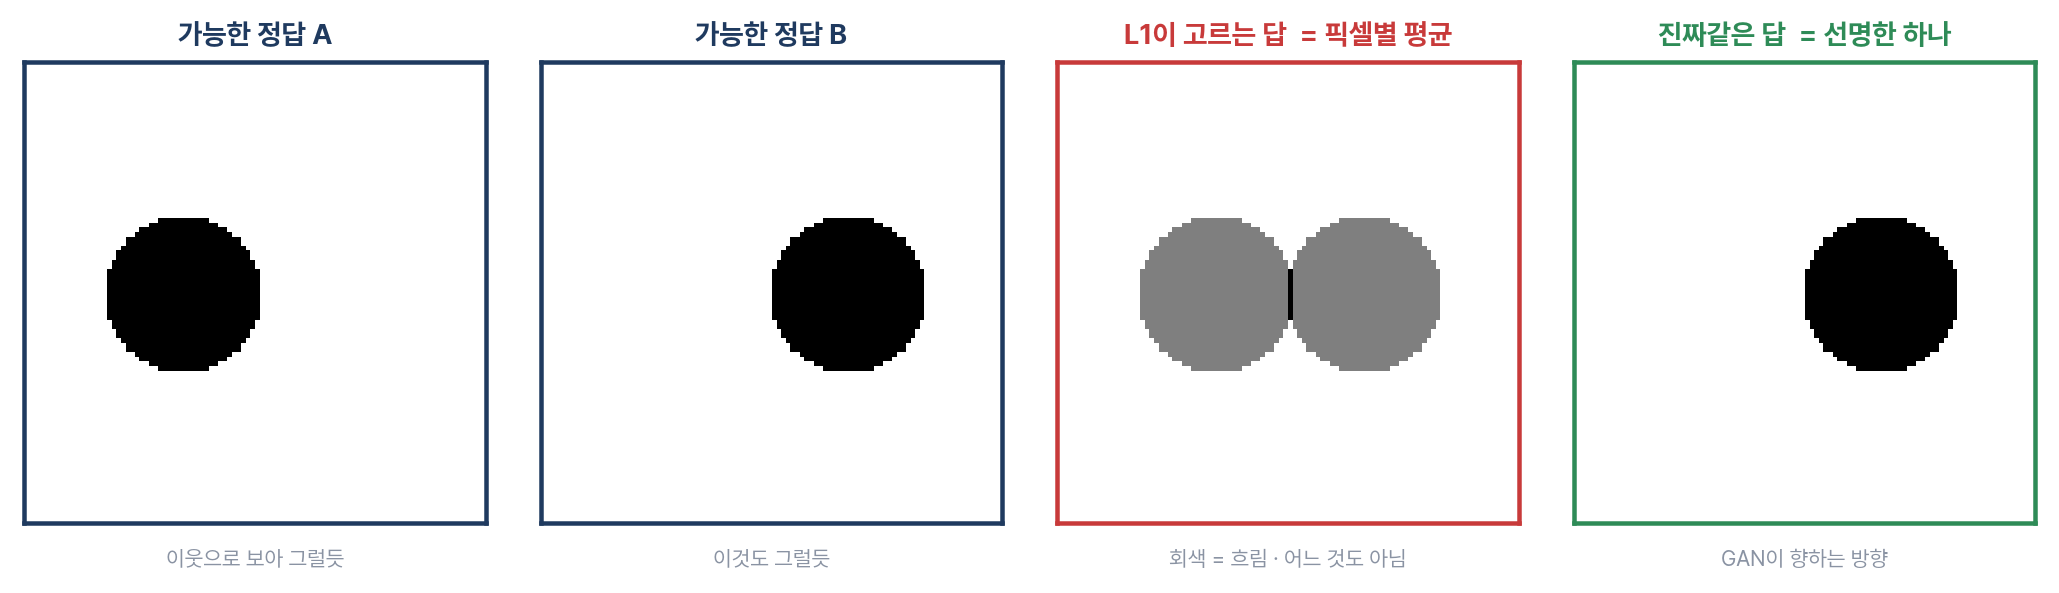 가능한 정답 A
가능한 정답 B
L1이 고르는 답 = 픽셀별 평균
진짜같은 답 = 선명한 하나
이웃으로 보아 그럴듯
이것도 그럴듯
회색 = 흐림 · 어느 것도 아님
GAN이 향하는 방향